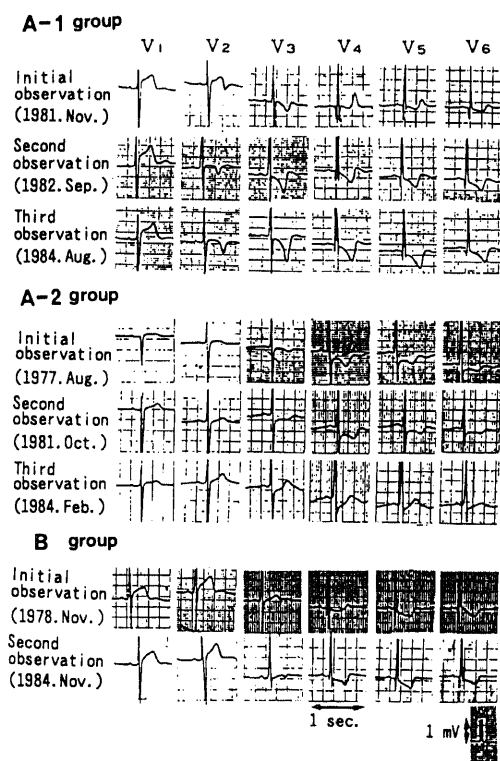 A-1 group
V1 V2 V3 V4 V5 V6
Initial
observation
(1981.Nov.)
Second
observation
(1982.Sep.)
Third
observation
(1984.Aug.)
A-2 group
Initial
observation
(1977.Aug.)
Second
observation
(1981.Oct.)
Third
observation
(1984.Feb.)
B group
Initial
observation
(1978.Nov.)
Second
observation
(1984.Nov.)
1 sec.
1 mV